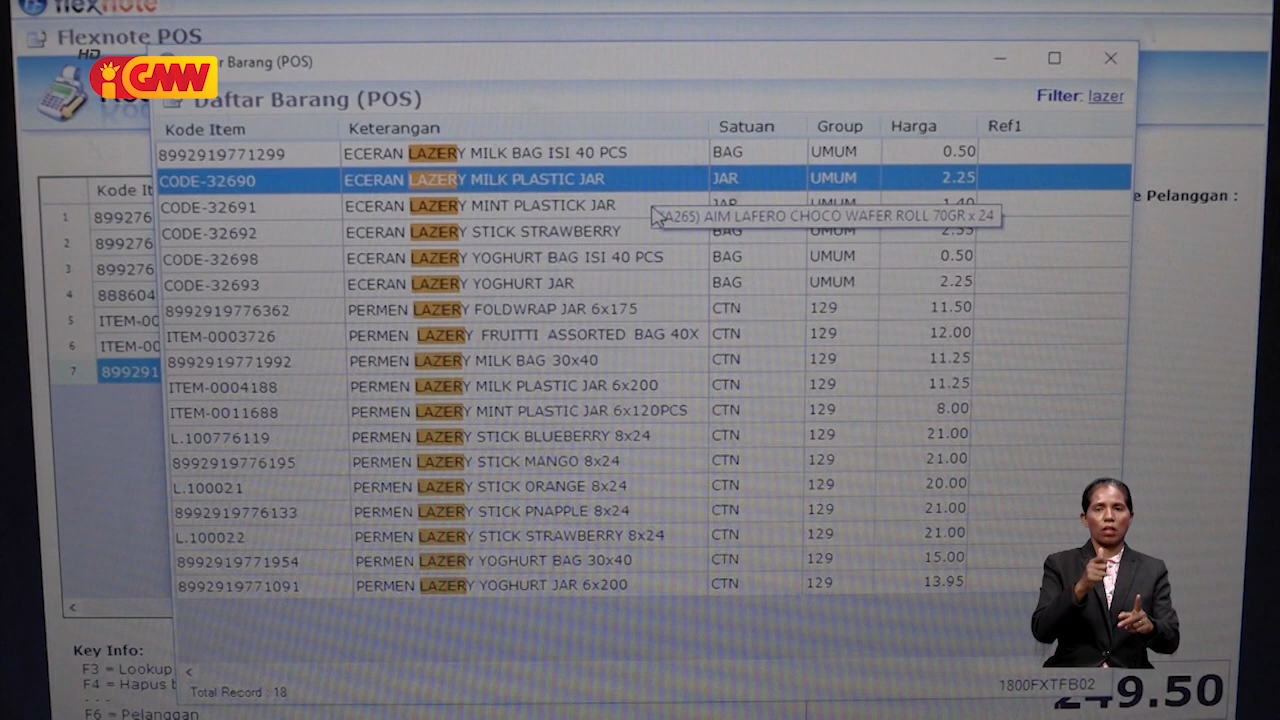 flexnote
Flexnote POS
HD
GMN
r Barang (POS)
Daftar Barang (POS)
Filter: lazer
Kode Item Keterangan Satuan Group Harga Ref1
8992919771299 ECERAN LAZERY MILK BAG ISI 40 PCS BAG UMUM 0.50
CODE-32690 ECERAN LAZERY MILK PLASTIC JAR JAR UMUM 2.25
CODE-32691 ECERAN LAZERY MINT PLASTICK JAR JAR 1.40
A265) AIM LAFERO CHOCO WAFER ROLL 70GR x 24
CODE-32692 ECERAN LAZERY STICK STRAWBERRY BAG UMUM 2.55
CODE-32698 ECERAN LAZERY YOGHURT BAG ISI 40 PCS BAG UMUM 0.50
CODE-32693 ECERAN LAZERY YOGHURT JAR BAG UMUM 2.25
8992919776362 PERMEN LAZERY FOLDWRAP JAR 6x175 CTN 129 11.50
ITEM-0003726 PERMEN LAZERY FRUITTI ASSORTED BAG 40X CTN 129 12.00
8992919771992 PERMEN LAZERY MILK BAG 30x40 CTN 129 11.25
ITEM-0004188 PERMEN LAZERY MILK PLASTIC JAR 6x200 CTN 129 11.25
ITEM-0011688 PERMEN LAZERY MINT PLASTIC JAR 6x120PCS CTN 129 8.00
L.100776119 PERMEN LAZERY STICK BLUEBERRY 8x24 CTN 129 21.00
8992919776195 PERMEN LAZERY STICK MANGO 8x24 CTN 129 21.00
L.100021 PERMEN LAZERY STICK ORANGE 8x24 CTN 129 20.00
8992919776133 PERMEN LAZERY STICK PNAPPLE 8x24 CTN 129 21.00
L.100022 PERMEN LAZERY STICK STRAWBERRY 8x24 CTN 129 21.00
8992919771954 PERMEN LAZERY YOGHURT BAG 30x40 CTN 129 15.00
8992919771091 PERMEN LAZERY YOGHURT JAR 6x200 CTN 129 13.95
Total Record : 18
1800FXTFB02
Kode It
1 899276
2 899276
3 899276
4 888604
5 ITEM-00
6 ITEM-00
7 899291
e Pelanggan :
Key Info:
F3 = Lookup
F4 = Hapus
F6 = Pelanggan
249.50